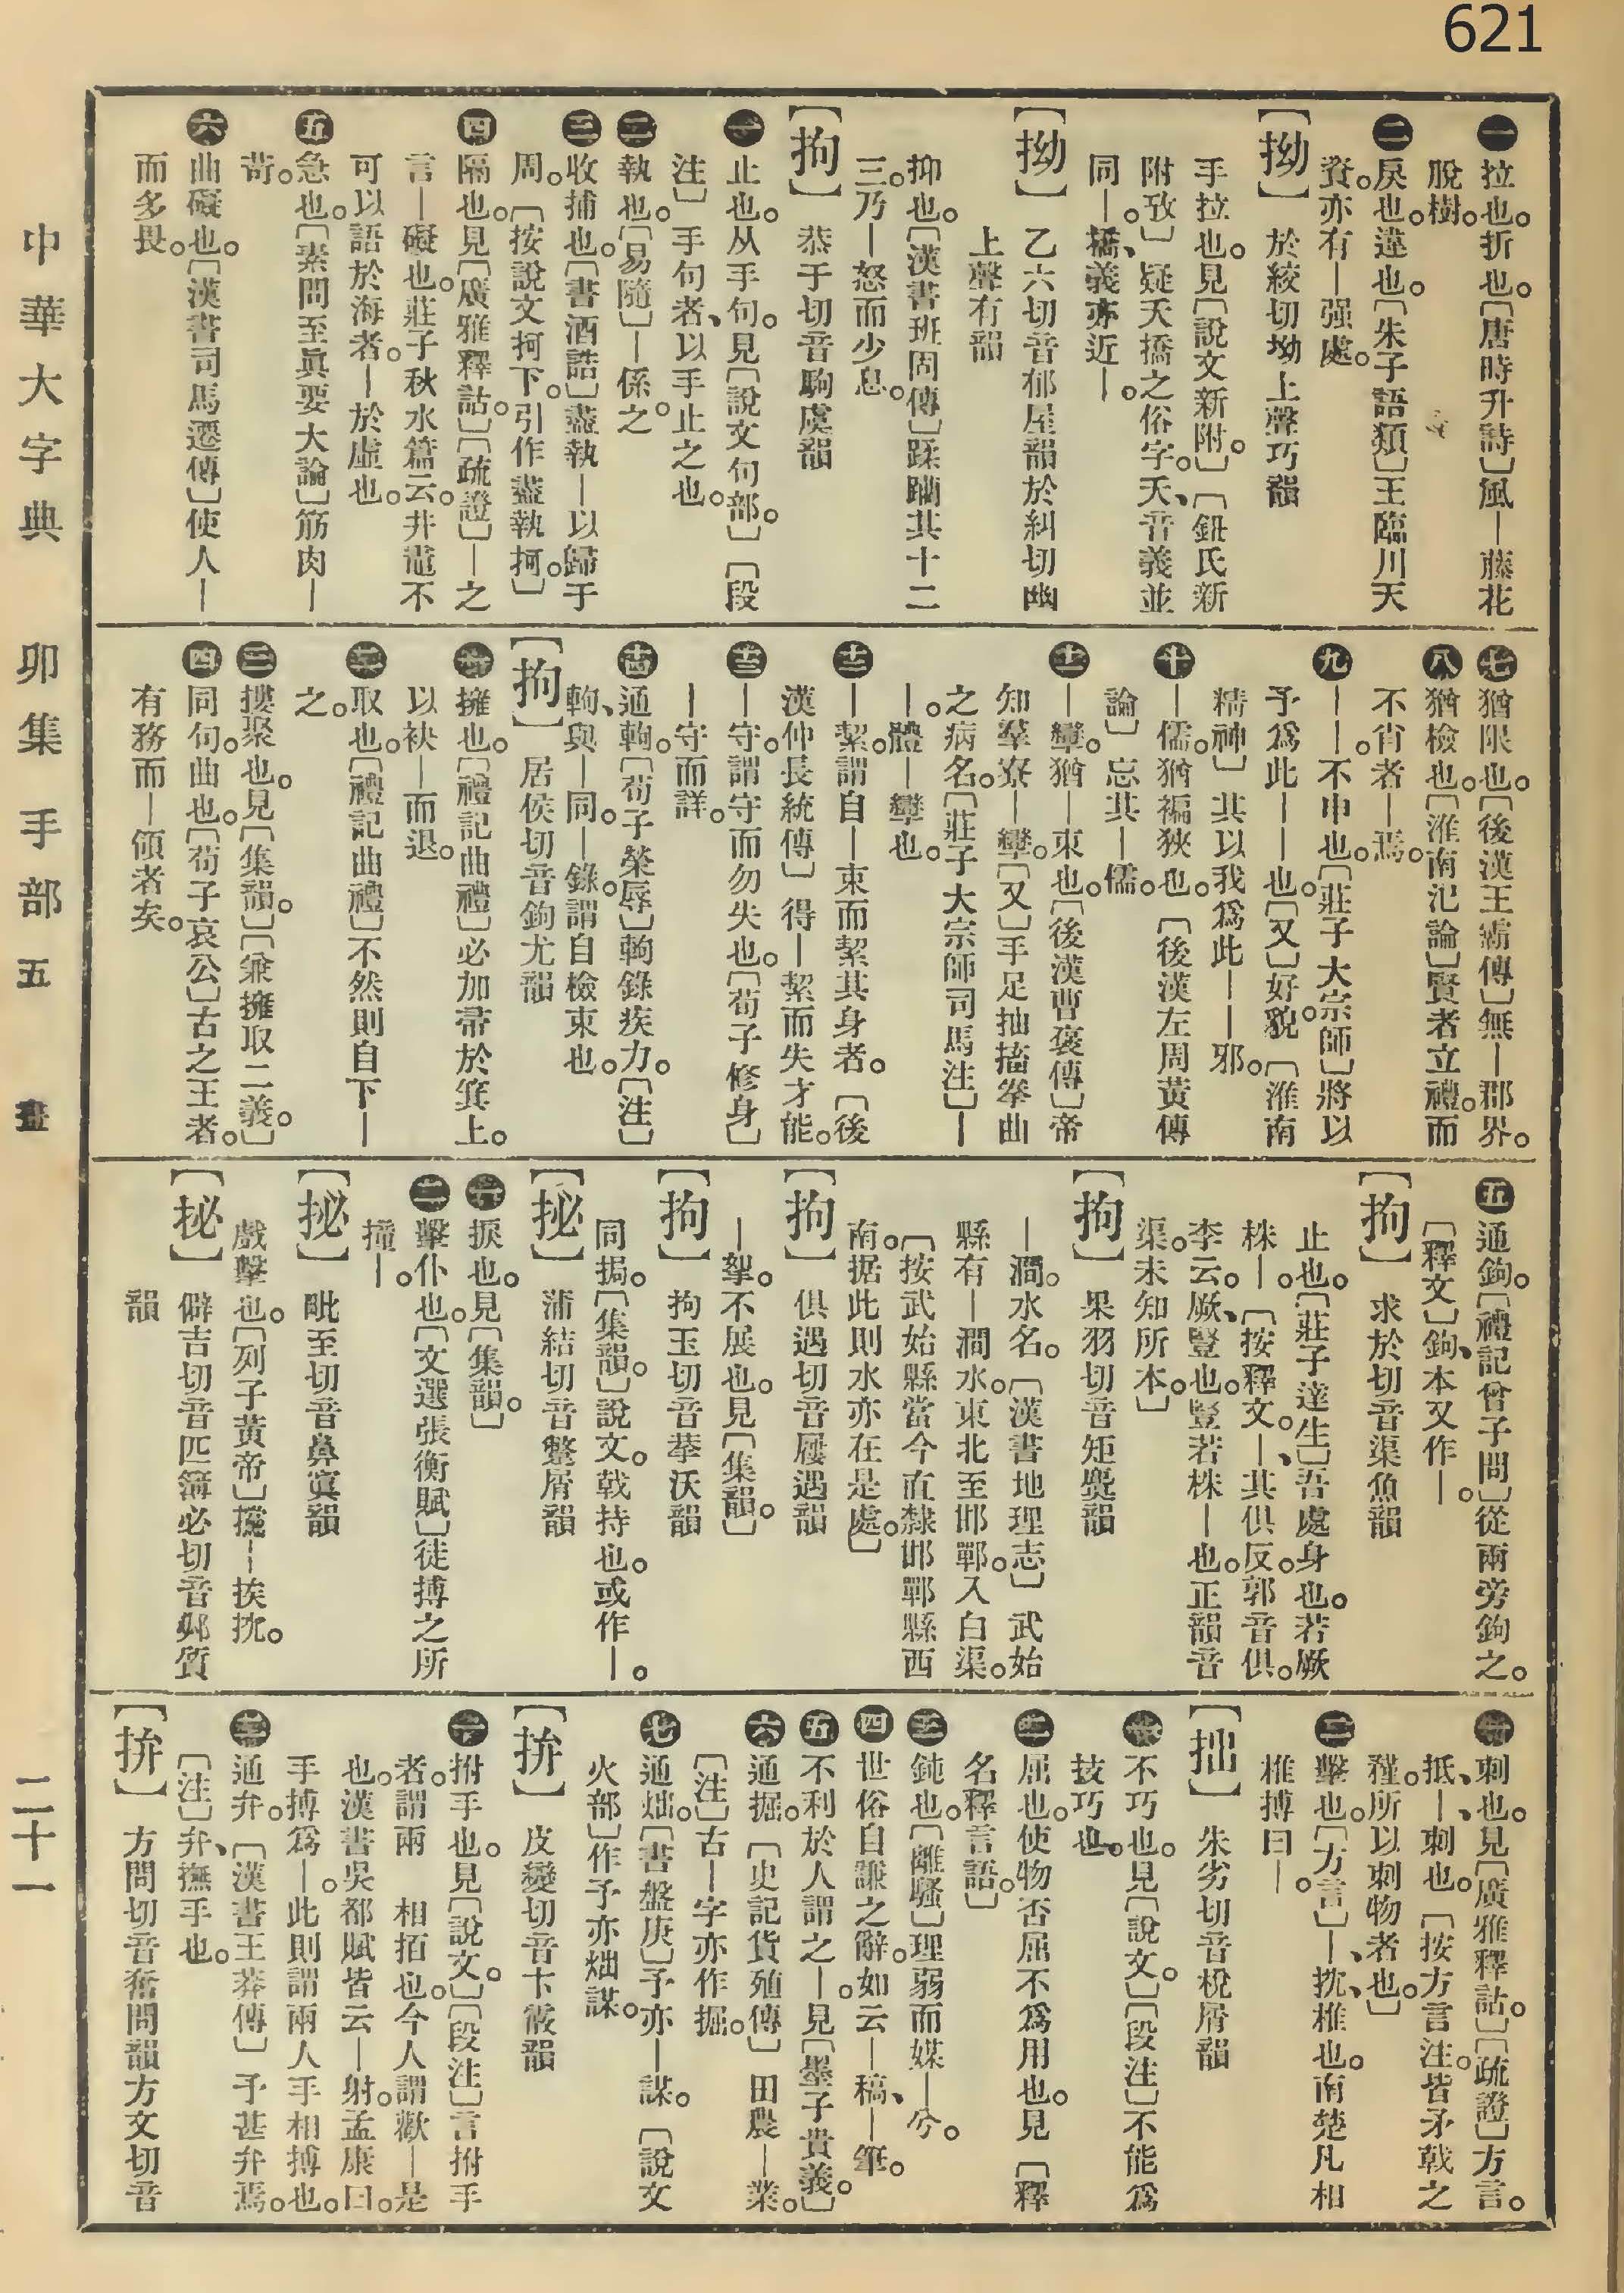 621
一拉也。折也。〔唐時升詩〕風—藤花
脫樹。
二戾也。違也。〔朱子語類〕王臨川天
資。亦有—强處。
〔拗〕於絞切坳上聲巧韻
手拉也。見〔說文新附。〕〔鈕氏新
附攷〕疑夭撟之俗字。夭、音義並
同—。撟、義亦近—。
〔拗〕乙六切音郁屋韻於糾切幽
上聲有韻
抑也。〔漢書班固傳〕蹂躪其十二
三。乃—怒而少息。
〔拘〕恭于切音駒虞韻
一止也。从手句。見〔說文句部。〕〔段
注〕手句者、以手止之也。
二執也。〔易隨〕—係之。
三收捕也。〔書酒誥〕盡執—以歸于
周。〔按說文抲下。引作盡執抲。〕
四隔也。見〔廣雅釋詁。〕〔疏證〕—之
言—礙也。莊子秋水篇云。井鼃不
可以語於海者。—於虛也。
五急也。〔素問至眞要大論〕筋肉—
苛。
六曲礙也。〔漢書司馬遷傳〕使人—
而多畏。
七猶限也。〔後漢王霸傳〕無—郡界。
八猶檢也。〔淮南氾論〕賢者立禮。而
不肖者—焉。
九——。不申也。〔莊子大宗師〕將以
予爲此——也。〔又〕好貌。〔淮南
精神〕其以我爲此——邪。
十—儒。猶褊狹也。〔後漢左周黃傳
論〕忘其—儒。
十一—攣。猶—束也。〔後漢曹褒傳〕帝
知羣寮—攣。〔又〕手足抽搐拳曲
之病名。〔莊子大宗師司馬注〕—
—。體—攣也。
十二—絜。謂自—束而絜其身者。〔後
漢仲長統傳〕得—絜而失才能。
十三—守。謂守而勿失也。〔荀子修身〕
—守而詳。
十四通軥。〔荀子榮辱〕軥錄疾力。〔注〕
軥、與—同。—錄。謂自檢束也。
〔拘〕居侯切音鉤尤韻
一擁也。〔禮記曲禮〕必加帚於箕上。
以袂—而退。
二取也。〔禮記曲禮〕不然則自下—
之。
三摟聚也。見〔集韻。〕〔兼擁取二義。〕
四同句。曲也。〔荀子哀公〕古之王者。
有務而—領者矣。
五通鉤。〔禮記曾子問〕從兩旁鉤之。
〔釋文〕鉤、本又作—。
〔拘〕求於切音渠魚韻
止也。〔莊子達生〕吾處身也。若厥
株—。〔按釋文。—、其俱反。郭音俱。
李云。厥、豎也。豎若株—也。正韻音
渠。未知所本。〕
〔拘〕果羽切音矩麌韻
—澗。水名。〔漢書地理志〕武始
縣有—澗水。東北至邯鄲。入白渠。
〔按武始縣當今直隸邯鄲縣西
南。据此則水亦在是處。〕
〔拘〕俱遇切音屨遇韻
—挐。不展也。見〔集韻。〕
〔拘〕拘玉切音輂沃韻
同挶。〔集韻。〕說文。戟持也。或作—。
〔拯〕蒲結切音蹩屑韻
一捩也。見〔集韻。〕
二擊仆也。〔文選張衡賦〕徒搏之所
撞—。
〔抋〕毗至切音鼻寘韻
戲擊也。〔列子黃帝〕攩—挨抌。
〔抋〕僻吉切音匹簿必切音邲質
韻
一刺也。見〔廣雅釋詁。〕〔疏證〕方言。
抵、—、刺也。〔按方言注。皆矛戟之
䂎。所以刺物者也。〕
二擊也。〔方言〕—、抌、椎也。南楚凡相
椎搏曰—。
〔拙〕朱劣切音梲屑韻
一不巧也。見〔說文。〕〔段注〕不能爲
技巧也。
二屈也。使物否屈不爲用也。見〔釋
名釋言語。〕
三鈍也。〔離騷〕理弱而媒—兮。
四世俗自謙之辭。如云—稿、—筆。
五不利於人謂之—。見〔墨子貴義。〕
六通掘。〔史記貨殖傳〕田農—業。
〔注〕古—字亦作掘。
七通炪。〔書盤庚〕予亦—謀。〔說文
火部〕作予亦炪謀。
〔拚〕皮變切音卞霰韻
一拊手也。見〔說文。〕〔段注〕言拊手
者。謂兩 相拍也。今人謂歡—是
也。漢書吳都賦皆云—射。孟康曰。
手搏爲—。此則謂兩人手相搏也。
二通弁。〔漢書王莽傳〕予甚弁焉。
〔注〕弁、撫手也。
〔拚〕方問切音奮問韻方文切音
中華大字典
卯集
手部
五畫
二十一